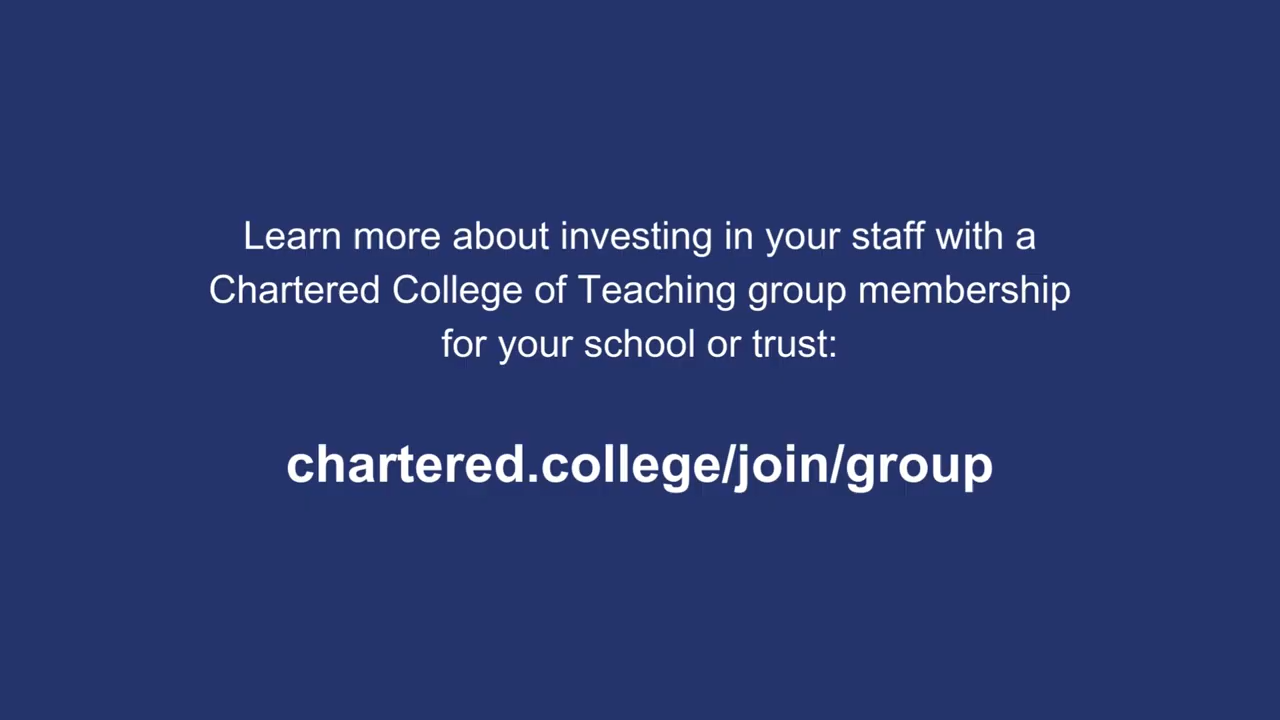 Learn more about investing in your staff with a
Chartered College of Teaching group membership
for your school or trust:
chartered.college/join/group